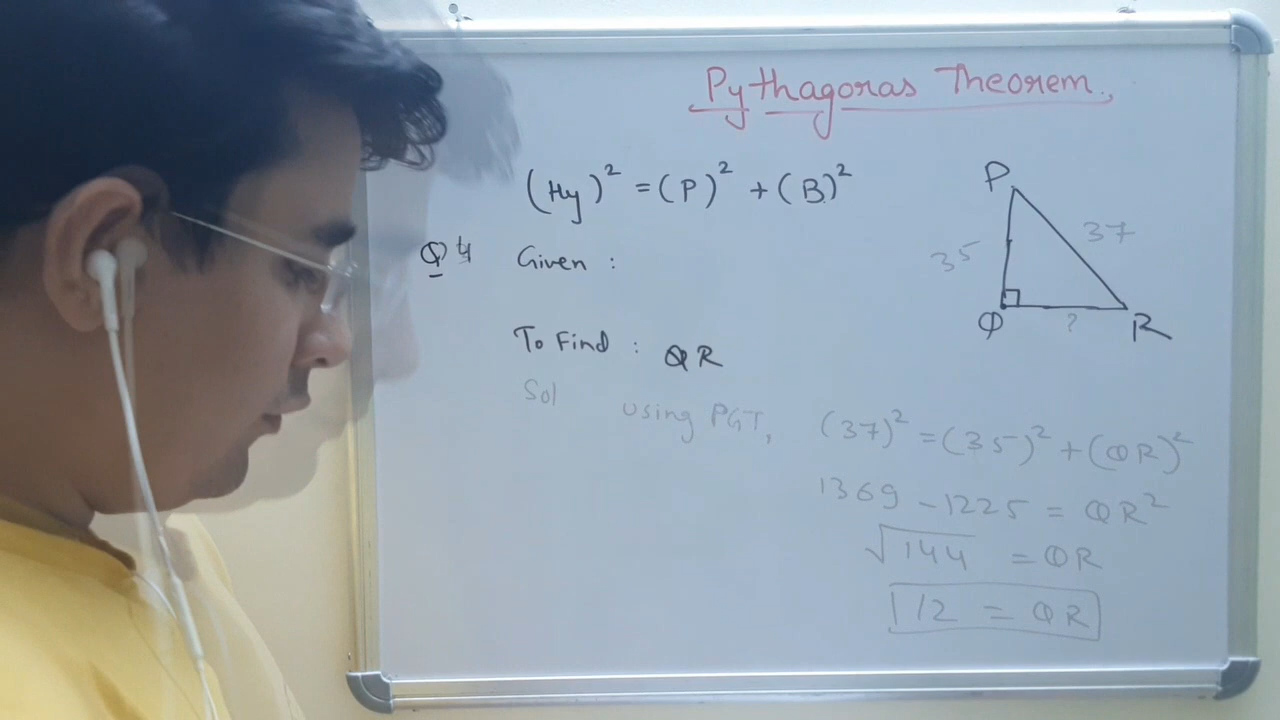 Pythagoras Theorem
(Hy)² = (P)² + (B)²
Q 4 Given :
P
35
37
Q
?
R
To Find : QR
Sol using PGT, (37)² = (35)² + (QR)²
1369 - 1225 = QR²
√144 = QR
12 = QR